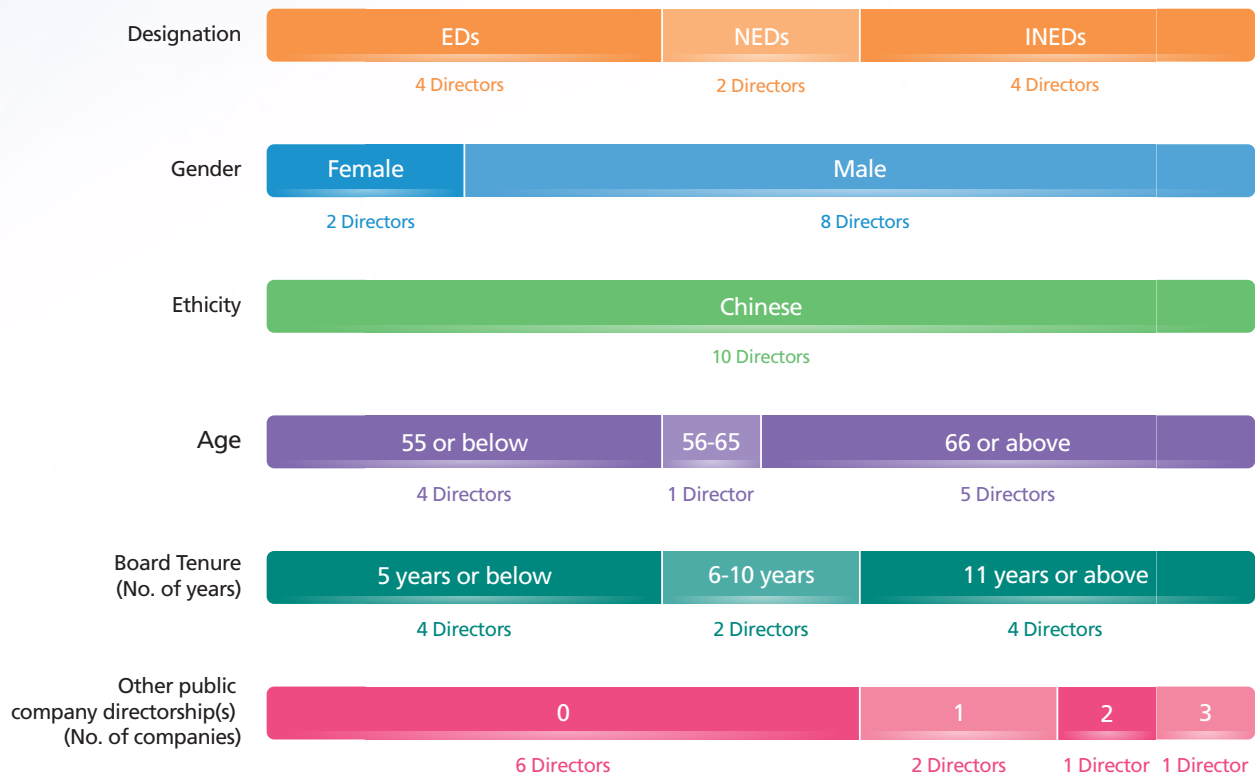 Designation
EDs NEDs INEDs
4 Directors 2 Directors 4 Directors
Gender
Female Male
2 Directors 8 Directors
Ethicity
Chinese
10 Directors
Age
55 or below 56-65 66 or above
4 Directors 1 Director 5 Directors
Board Tenure
(No. of years)
5 years or below 6-10 years 11 years or above
4 Directors 2 Directors 4 Directors
Other public
company directorship(s)
(No. of companies)
0 1 2 3
6 Directors 2 Directors 1 Director 1 Director